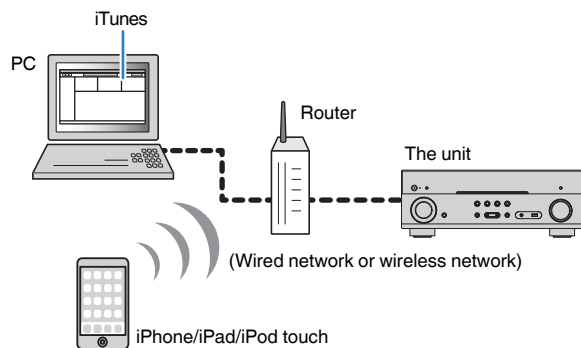 iTunes
PC
Router
The unit
(Wired network or wireless network)
iPhone/iPad/iPod touch